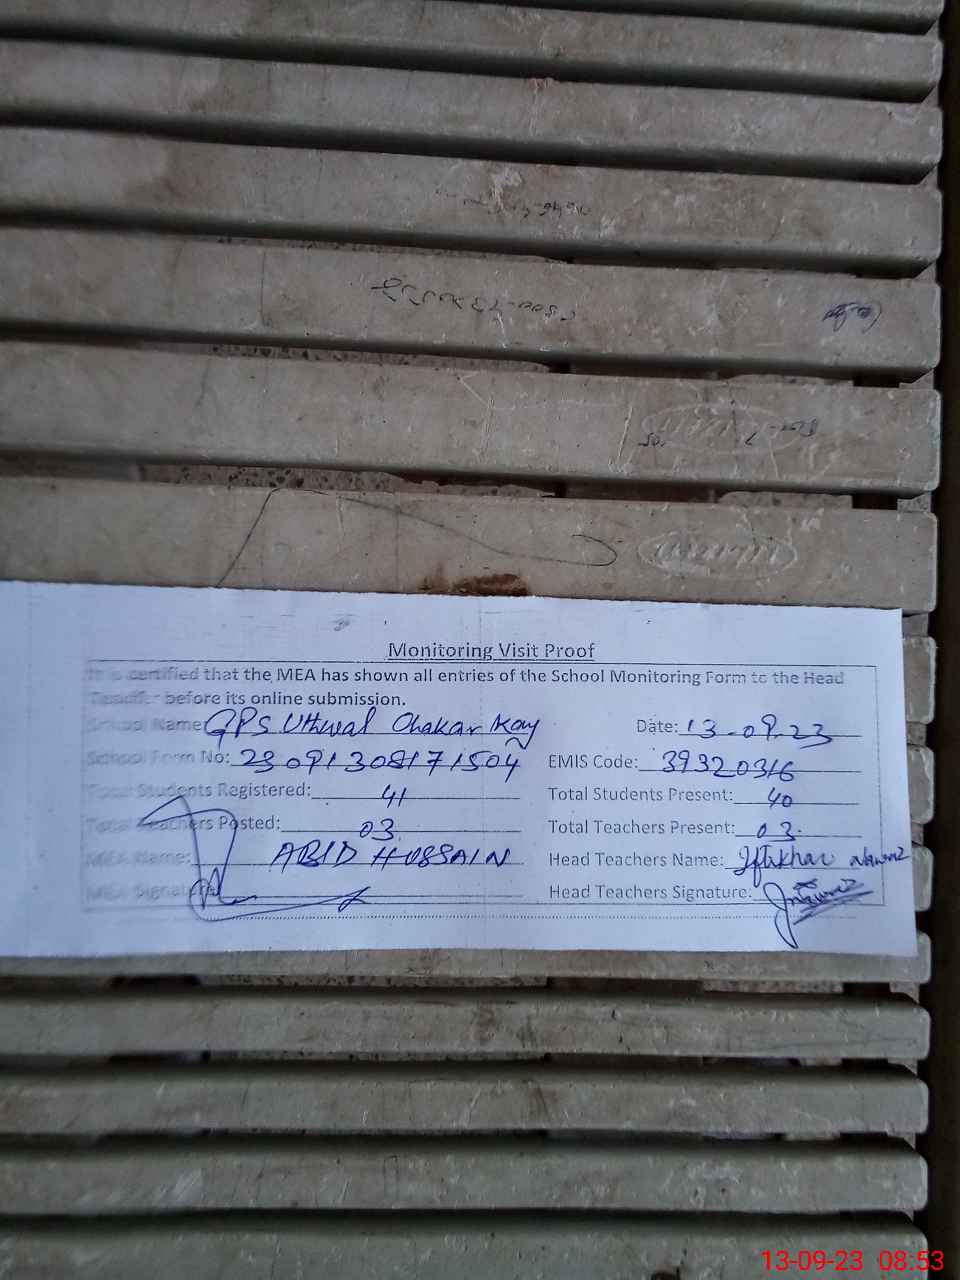 Monitoring Visit Proof
It is certified that the MEA has shown all entries of the School Monitoring Form to the Head
Teacher before its online submission.
School Name: GPS Uthwal Chakar Kay Date: 13-09-23
School Form No: 23091308171504 EMIS Code: 39320316
Total Students Registered: 41 Total Students Present: 40
Total Teachers Posted: 03 Total Teachers Present: 03
MEA Name: ABID HUSSAIN Head Teachers Name: Iftakhar
MEA Signature: Head Teachers Signature:
13-09-23 08:53